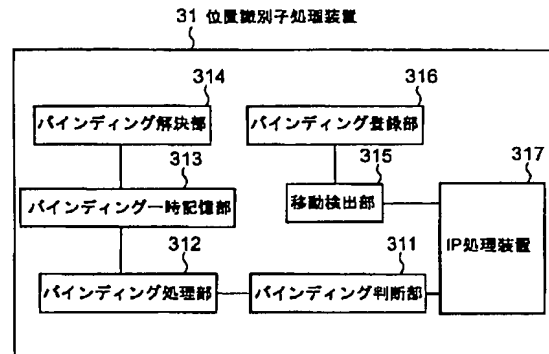 31 位置識別子処理装置
314
316
バインディング解決部
バインディング登録部
313
315
317
バインディング一時記憶部
移動検出部
IP処理装置
312
311
バインディング処理部
バインディング判断部